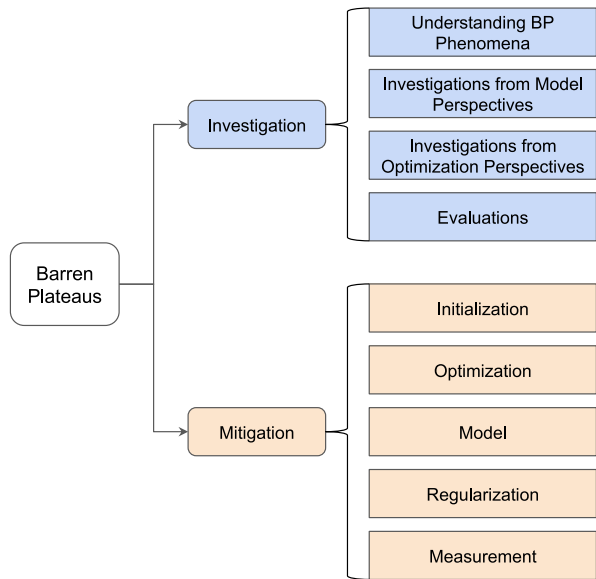 Barren
Plateaus
Investigation
Understanding BP
Phenomena
Investigations from Model
Perspectives
Investigations from
Optimization Perspectives
Evaluations
Mitigation
Initialization
Optimization
Model
Regularization
Measurement